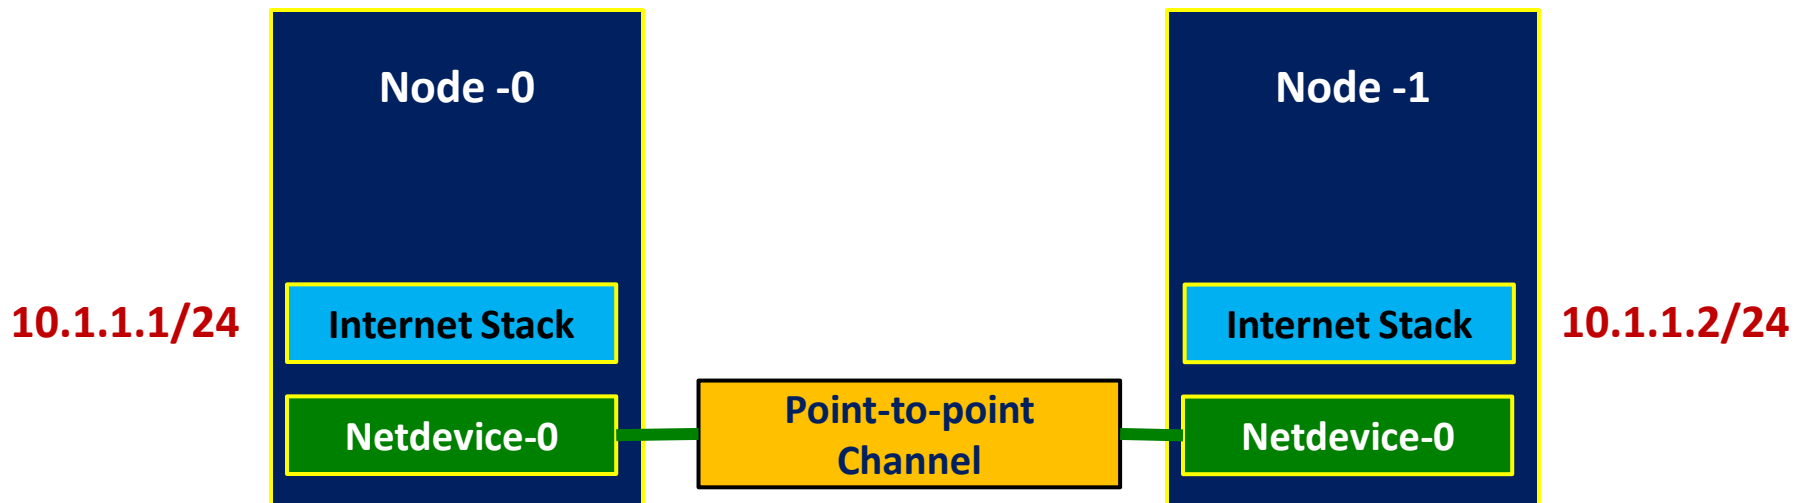 Node -0
Node -1
10.1.1.1/24
Internet Stack
Internet Stack
10.1.1.2/24
Netdevice-0
Point-to-point
Channel
Netdevice-0